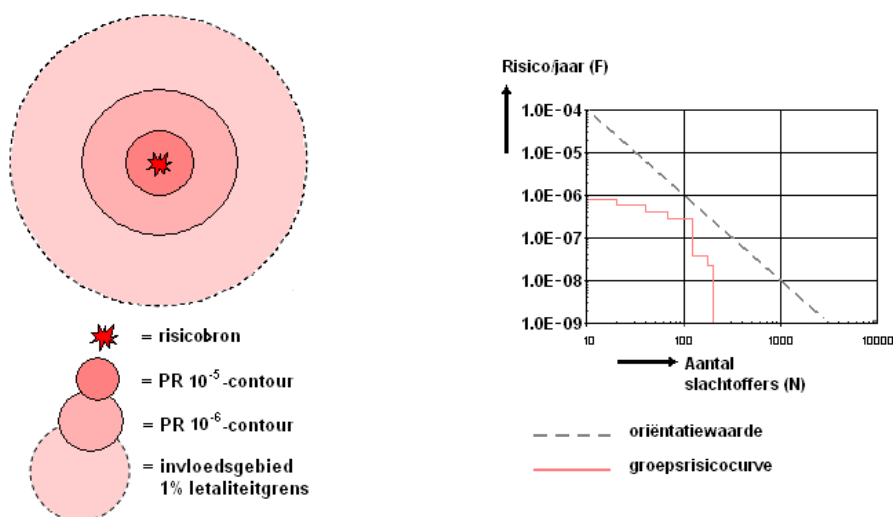 = risicobron
= PR 10⁻⁵-contour
= PR 10⁻⁶-contour
= invloedsgebied
1% letaliteitgrens
Risico/jaar (F)
1.0E-04
1.0E-05
1.0E-06
1.0E-07
1.0E-08
1.0E-09
10 100 1000 10000
Aantal
slachtoffers (N)
oriëntatiewaarde
groepsrisicocurve